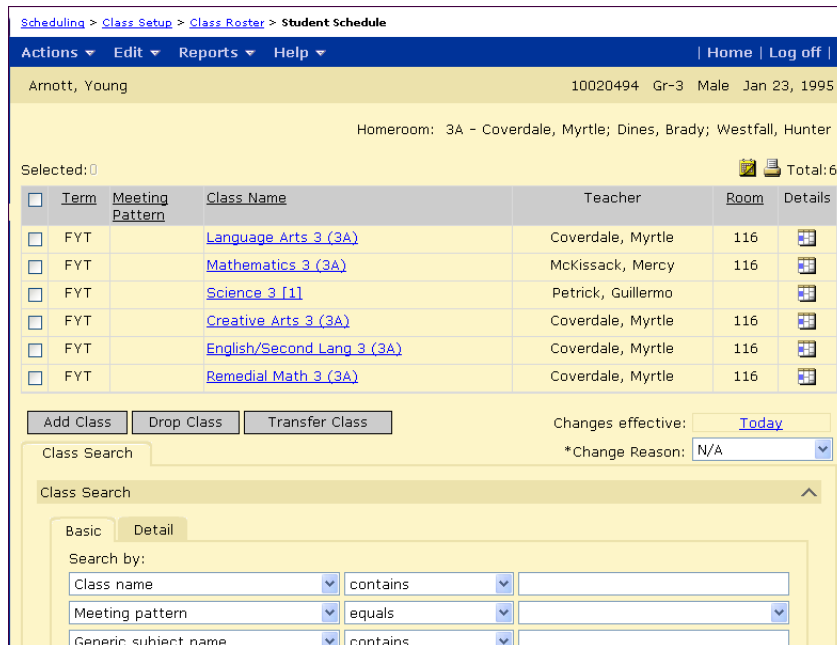 Scheduling > Class Setup > Class Roster > Student Schedule
Actions Edit Reports Help | Home | Log off |
Arnott, Young 10020494 Gr-3 Male Jan 23, 1995
Homeroom: 3A - Coverdale, Myrtle; Dines, Brady; Westfall, Hunter
Selected: 0 Total:6
Term Meeting Pattern Class Name Teacher Room Details
FYT Language Arts 3 (3A) Coverdale, Myrtle 116
FYT Mathematics 3 (3A) McKissack, Mercy 116
FYT Science 3 [1] Petrick, Guillermo
FYT Creative Arts 3 (3A) Coverdale, Myrtle 116
FYT English/Second Lang 3 (3A) Coverdale, Myrtle 116
FYT Remedial Math 3 (3A) Coverdale, Myrtle 116
Add Class Drop Class Transfer Class Changes effective: Today
Class Search *Change Reason: N/A
Class Search
Basic Detail
Search by:
Class name contains
Meeting pattern equals
Generic subject name contains